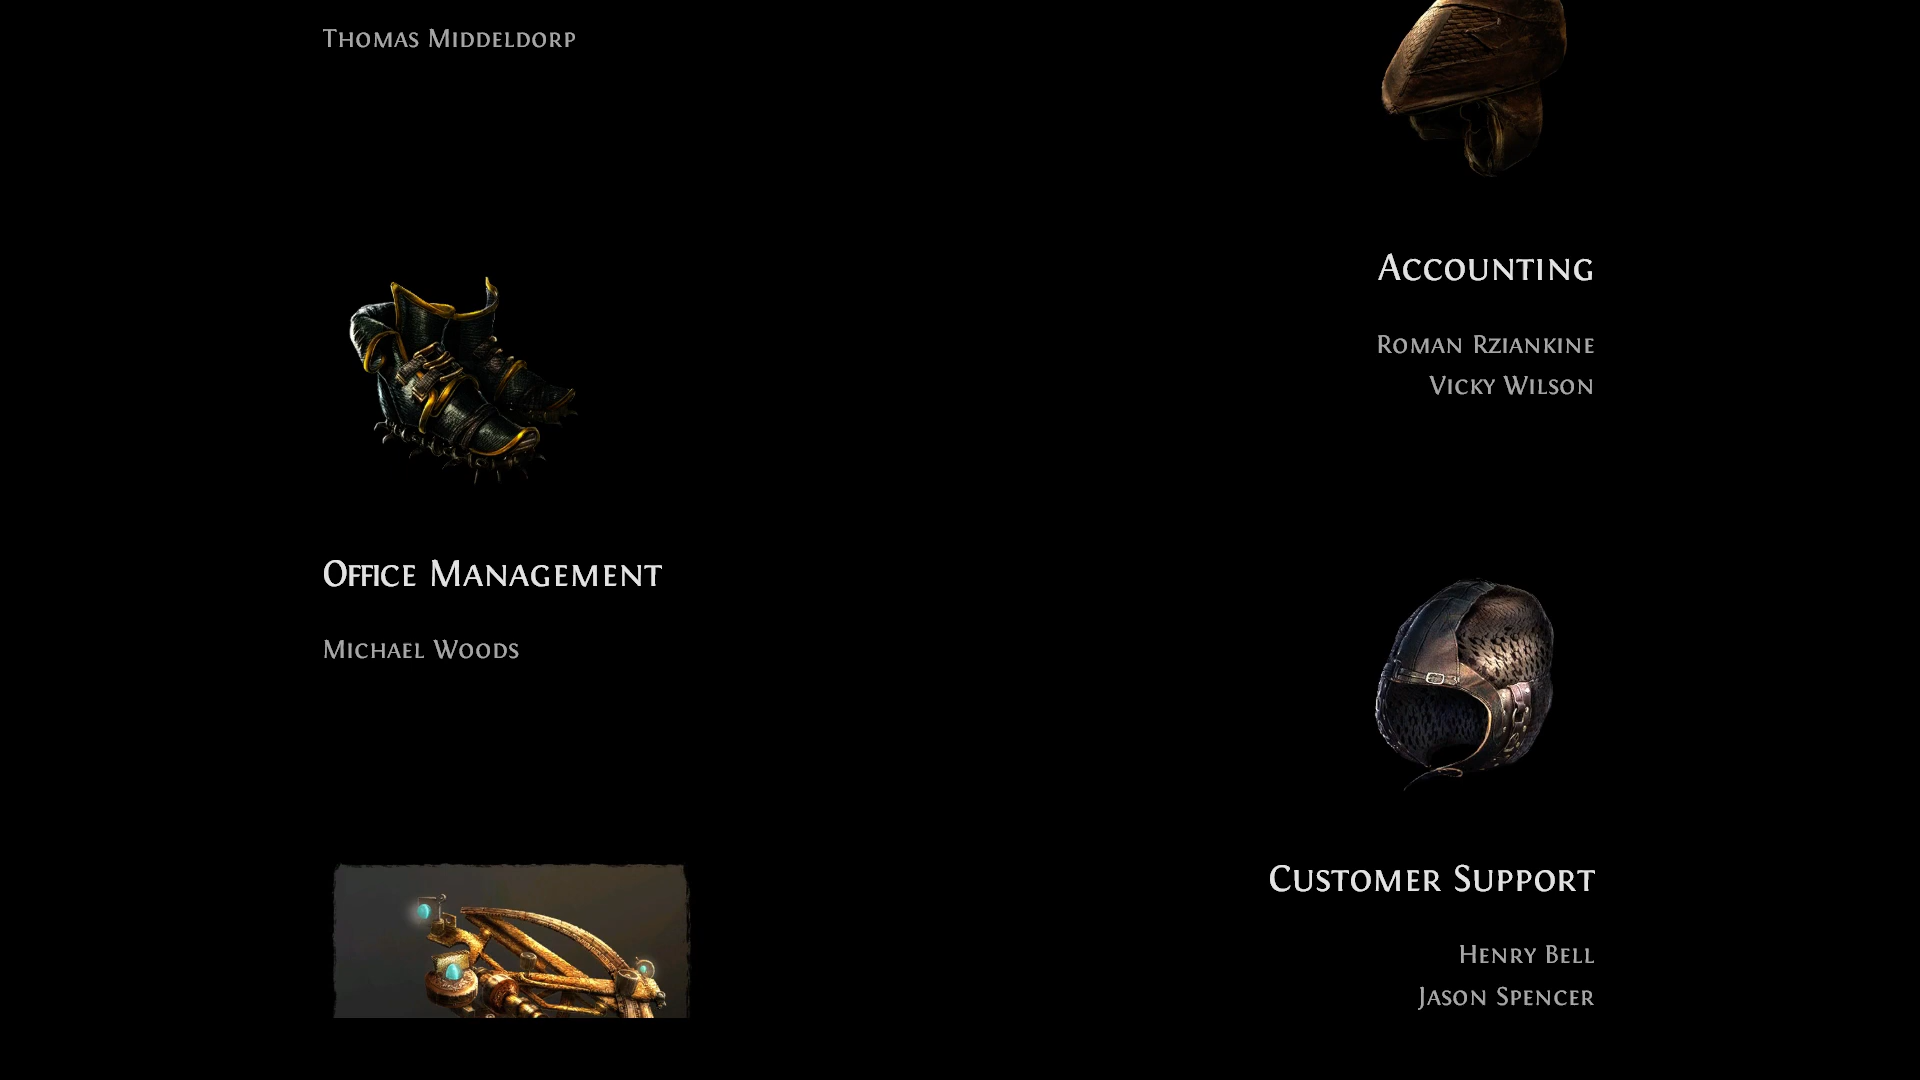 Thomas Middeldorp
Accounting
Roman Rziankine
Vicky Wilson
Office Management
Michael Woods
Customer Support
Henry Bell
Jason Spencer